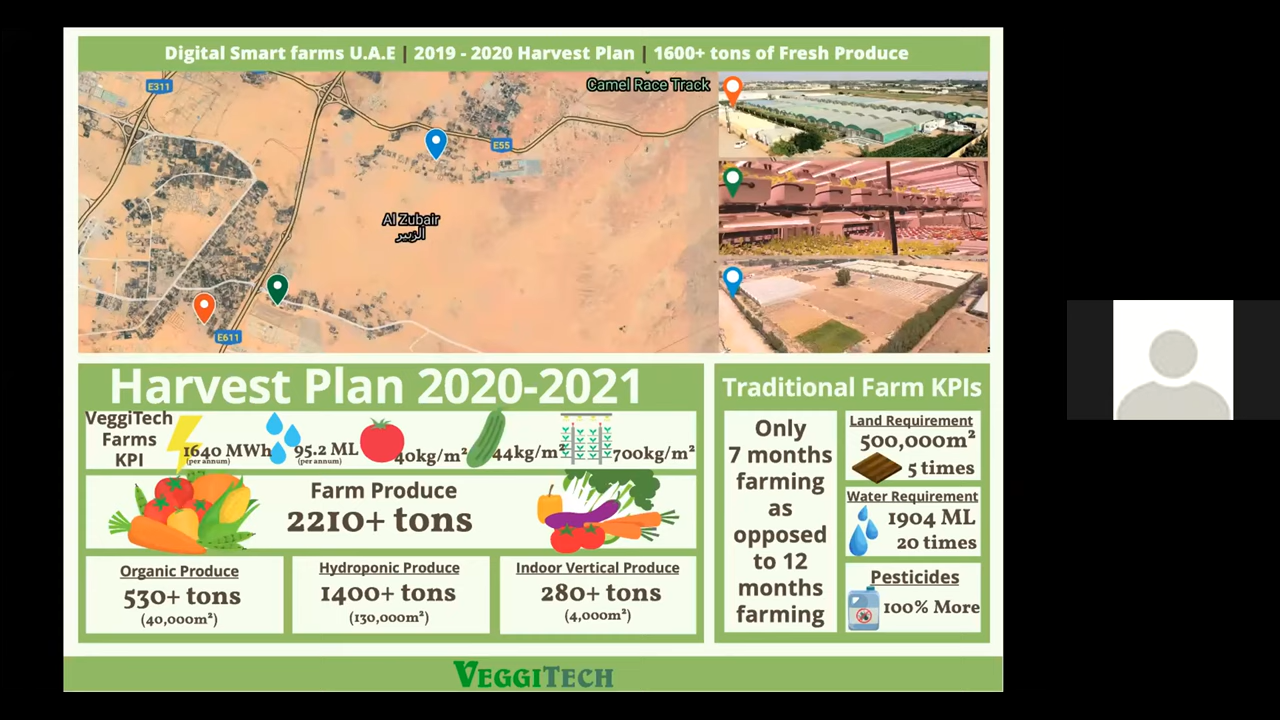 Digital Smart farms U.A.E | 2019 - 2020 Harvest Plan | 1600+ tons of Fresh Produce
E311
Camel Race Track
E55
Al Zubair
الزبير
E611
Harvest Plan 2020-2021
VeggiTech
Farms
KPI
1640 MWh
(per annum)
95.2 ML
(per annum)
40kg/m²
44kg/m²
700kg/m²
Farm Produce
2210+ tons
Organic Produce
530+ tons
(40,000m²)
Hydroponic Produce
1400+ tons
(130,000m²)
Indoor Vertical Produce
280+ tons
(4,000m²)
Traditional Farm KPIs
Only
7 months
farming
as
opposed
to 12
months
farming
Land Requirement
500,000m²
5 times
Water Requirement
1904 ML
20 times
Pesticides
100% More
VEGGITECH